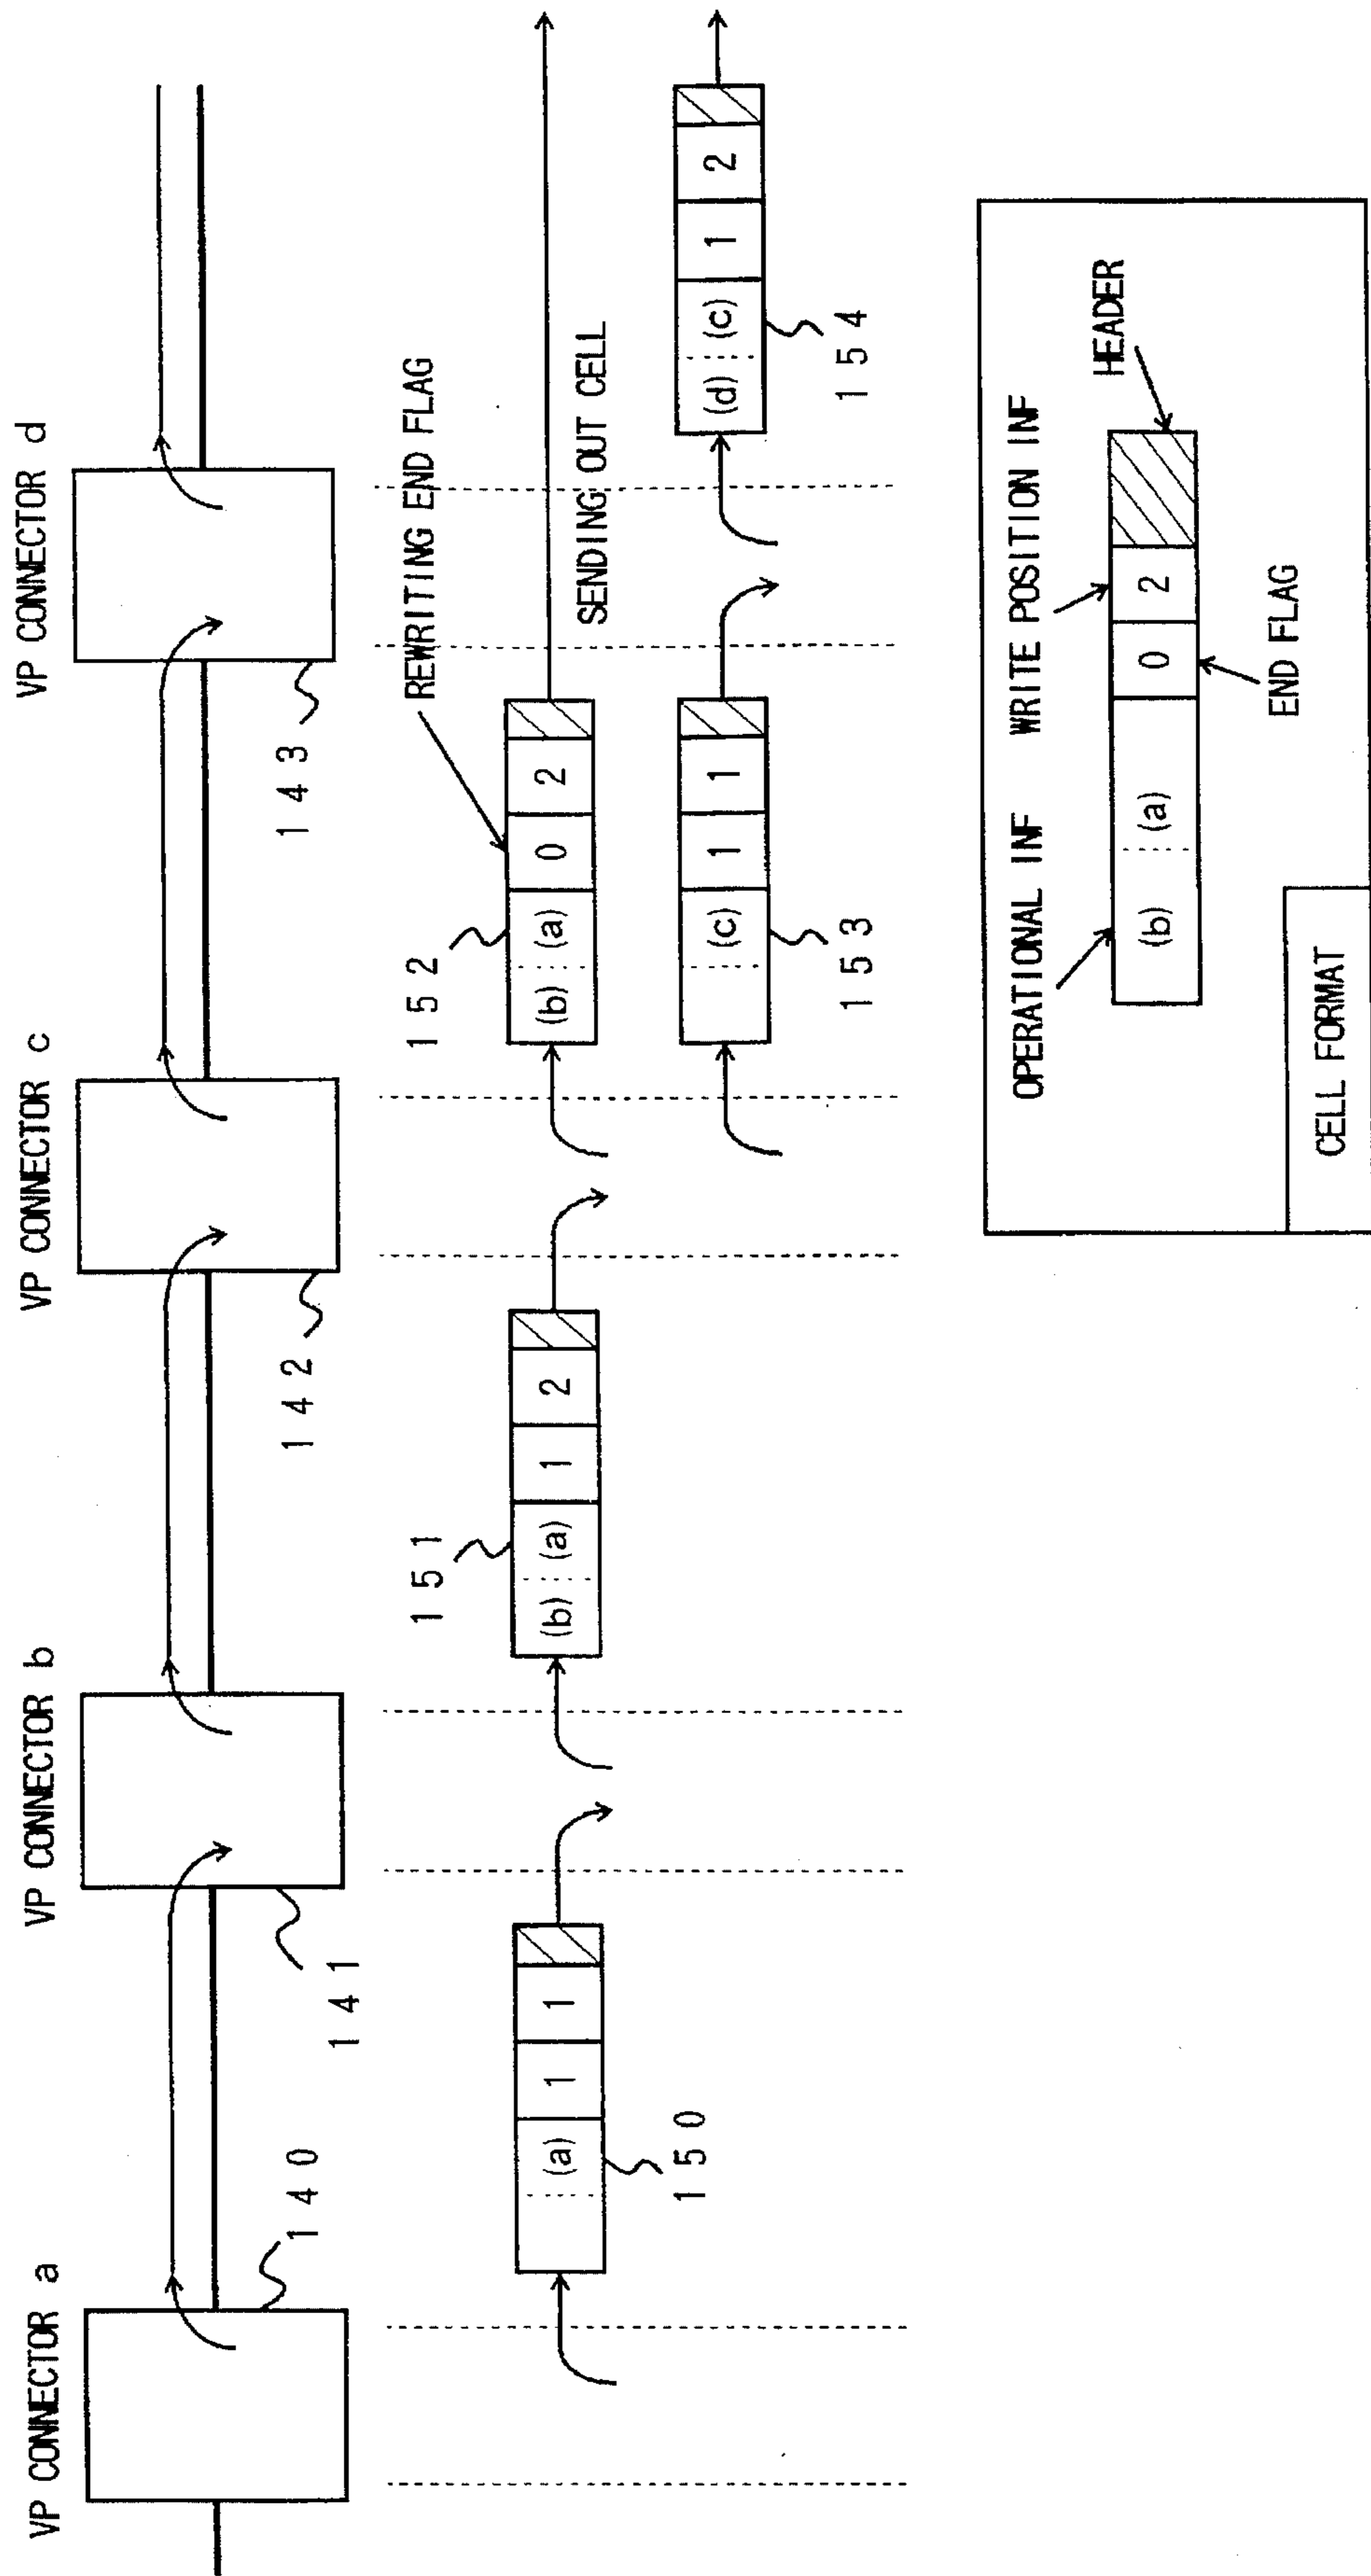 VP CONNECTOR a
VP CONNECTOR b
VP CONNECTOR c
VP CONNECTOR d
140
141
142
143
(a) 1 1
150
151
(b) (a) 1 2
152
(b) (a) 0 2
REWRITING END FLAG
SENDING OUT CELL
(c) 1 1
153
(d) (c) 1 2
154
OPERATIONAL INF
WRITE POSITION INF
HEADER
(b) (a) 0 2
END FLAG
CELL FORMAT